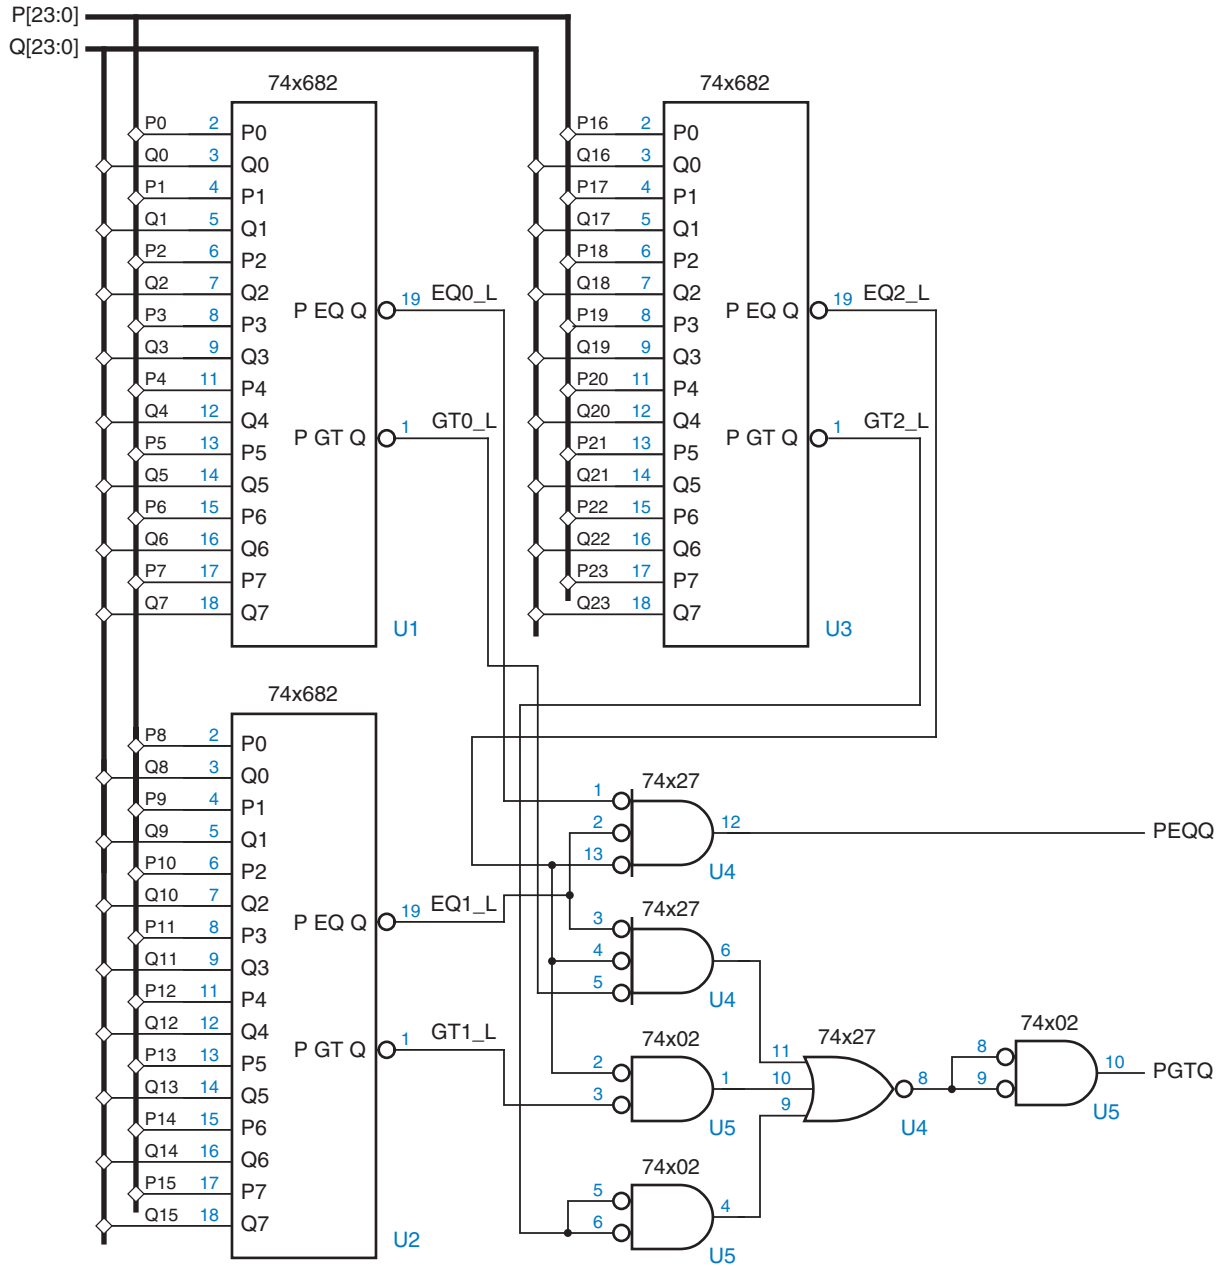 P[23:0]
Q[23:0]
74x682
P0 2 P0
Q0 3 Q0
P1 4 P1
Q1 5 Q1
P2 6 P2
Q2 7 Q2
P3 8 P3
Q3 9 Q3
P4 11 P4
Q4 12 Q4
P5 13 P5
Q5 14 Q5
P6 15 P6
Q6 16 Q6
P7 17 P7
Q7 18 Q7
P EQ Q 19 EQ0_L
P GT Q 1 GT0_L
U1
74x682
P16 2 P0
Q16 3 Q0
P17 4 P1
Q17 5 Q1
P18 6 P2
Q18 7 Q2
P19 8 P3
Q19 9 Q3
P20 11 P4
Q20 12 Q4
P21 13 P5
Q21 14 Q5
P22 15 P6
Q22 16 Q6
P23 17 P7
Q23 18 Q7
P EQ Q 19 EQ2_L
P GT Q 1 GT2_L
U3
74x682
P8 2 P0
Q8 3 Q0
P9 4 P1
Q9 5 Q1
P10 6 P2
Q10 7 Q2
P11 8 P3
Q11 9 Q3
P12 11 P4
Q12 12 Q4
P13 13 P5
Q13 14 Q5
P14 15 P6
Q14 16 Q6
P15 17 P7
Q15 18 Q7
P EQ Q 19 EQ1_L
P GT Q 1 GT1_L
U2
74x27
1
2 12 PEQQ
13
U4
74x27
3
4 6
5
U4
74x02
2
3 1
U5
74x02
5
6 4
U5
74x27
11
10 8
9
U4
74x02
8
9 10 PGTQ
U5